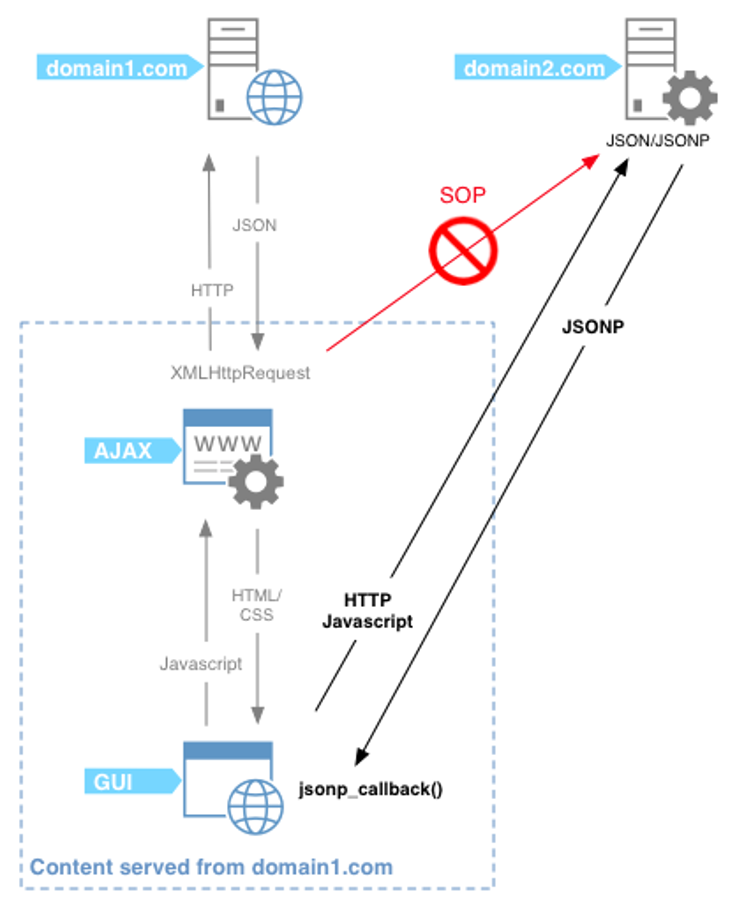 domain1.com
domain2.com
JSON/JSONP
SOP
JSON
HTTP
JSONP
XMLHttpRequest
WWW
AJAX
HTML/
CSS
HTTP
Javascript
Javascript
GUI
jsonp_callback()
Content served from domain1.com